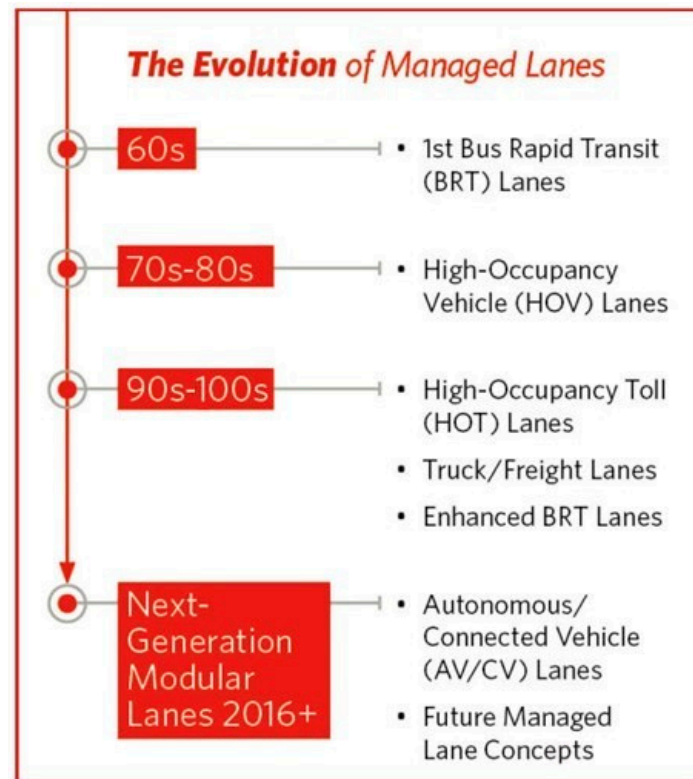 The Evolution of Managed Lanes
60s
• 1st Bus Rapid Transit
(BRT) Lanes
70s-80s
• High-Occupancy
Vehicle (HOV) Lanes
90s-100s
• High-Occupancy Toll
(HOT) Lanes
• Truck/Freight Lanes
• Enhanced BRT Lanes
Next-
Generation
Modular
Lanes 2016+
• Autonomous/
Connected Vehicle
(AV/CV) Lanes
• Future Managed
Lane Concepts